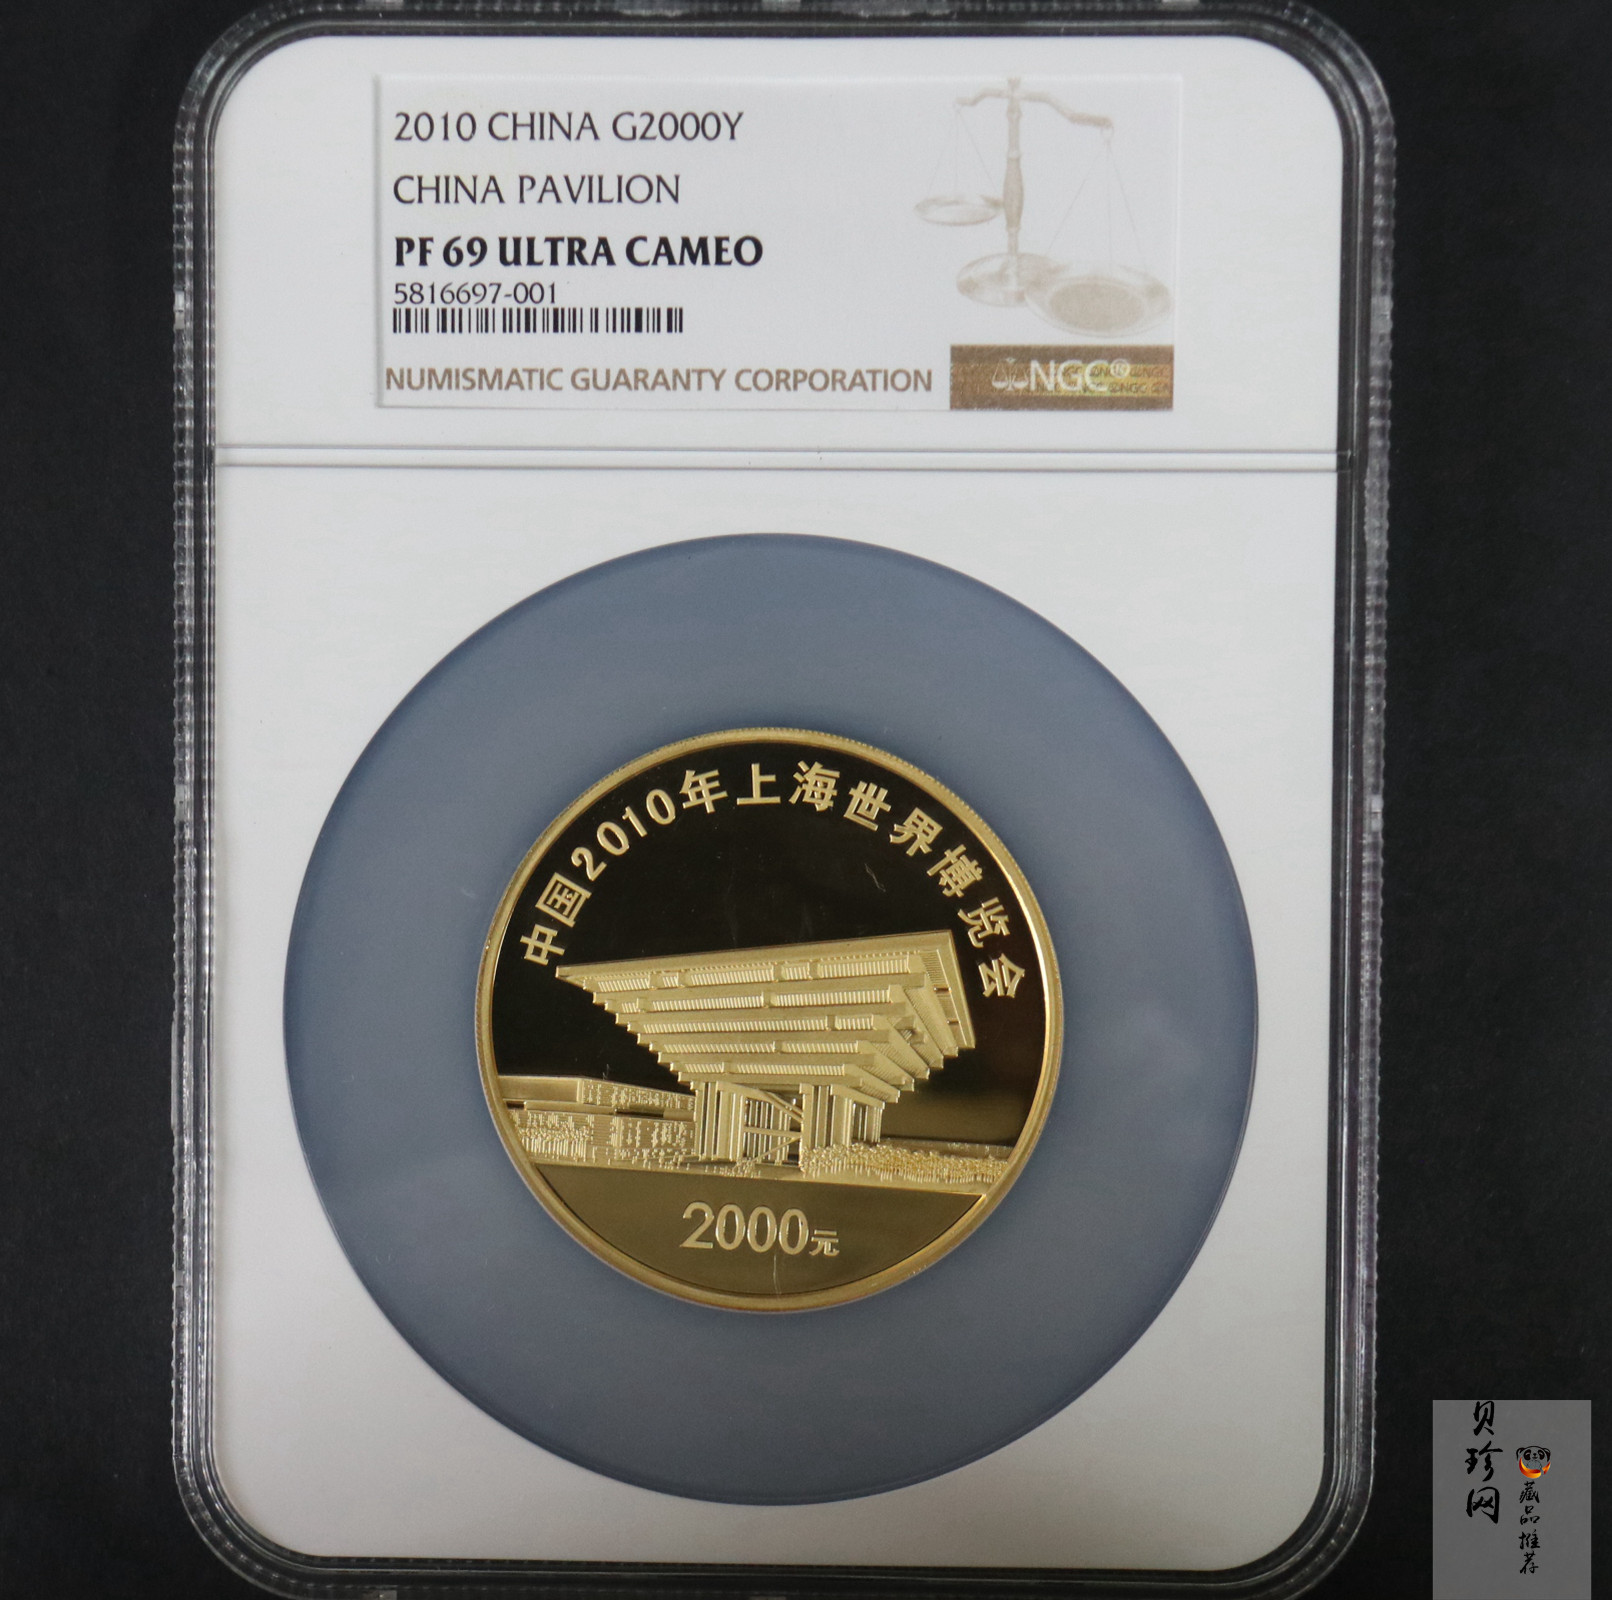 2010 CHINA G2000Y
CHINA PAVILION
PF 69 ULTRA CAMEO
5816697-001
NUMISMATIC GUARANTY CORPORATION
NGC®
中国2010年上海世界博览会
2000元
贝珍网
藏品推荐